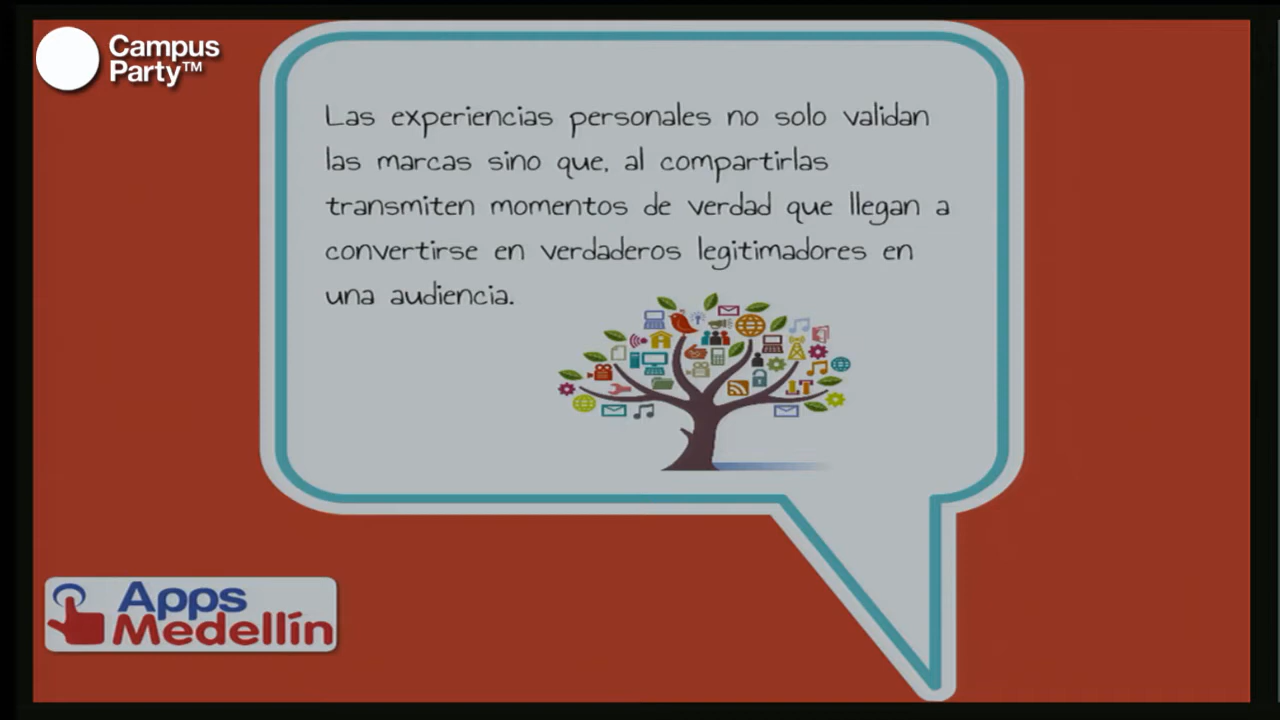 Campus
Party™
Las experiencias personales no solo validan
las marcas sino que, al compartirlas
transmiten momentos de verdad que llegan a
convertirse en verdaderos legitimadores en
una audiencia.
Apps
Medellín